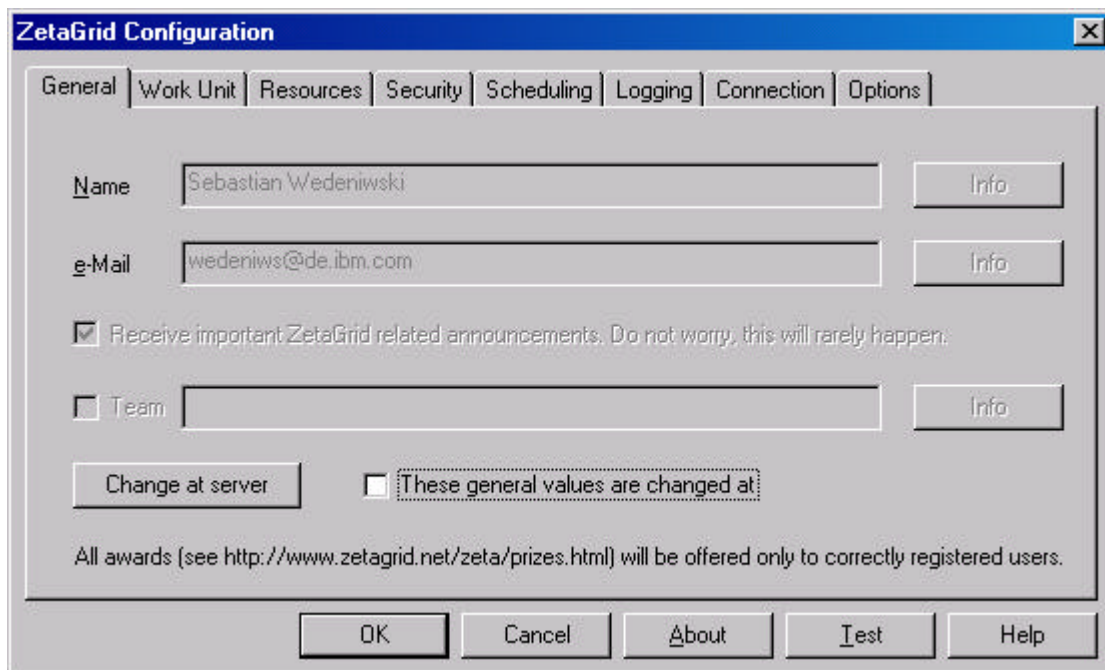 ZetaGrid Configuration
General Work Unit Resources Security Scheduling Logging Connection Options
Name Sebastian Wedeniwski Info
e-Mail wedeniws@de.ibm.com Info
Receive important ZetaGrid related announcements. Do not worry, this will rarely happen.
Team Info
Change at server These general values are changed at
All awards (see http://www.zetagrid.net/zeta/prizes.html) will be offered only to correctly registered users.
OK Cancel About Test Help